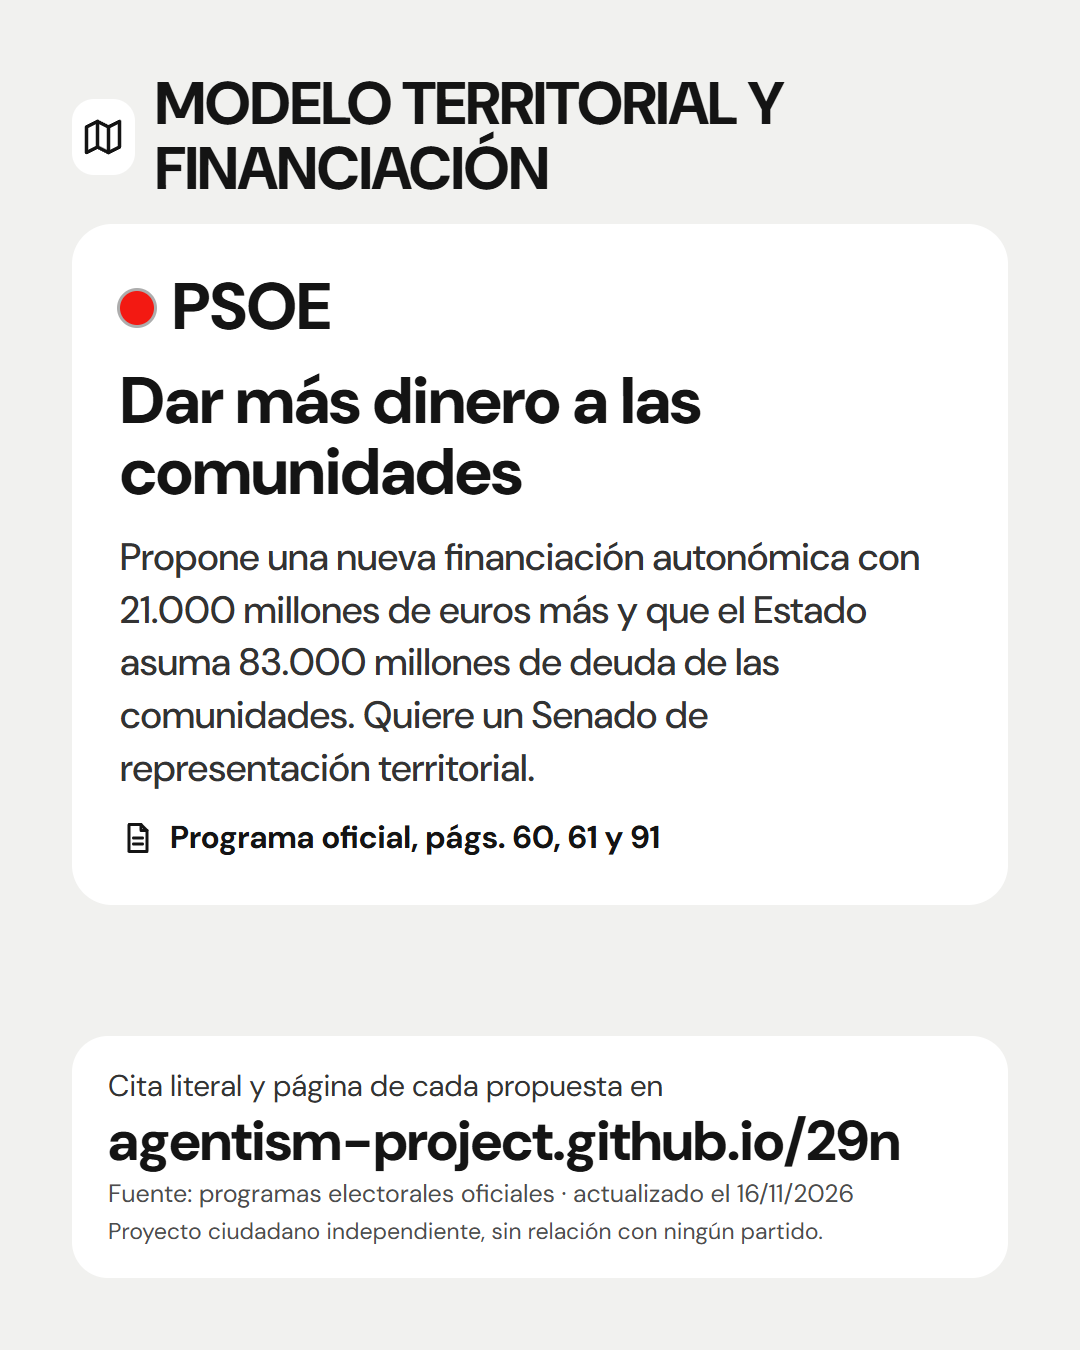 MODELO TERRITORIAL Y
FINANCIACIÓN
PSOE
Dar más dinero a las
comunidades
Propone una nueva financiación autonómica con
21.000 millones de euros más y que el Estado
asuma 83.000 millones de deuda de las
comunidades. Quiere un Senado de
representación territorial.
Programa oficial, págs. 60, 61 y 91
Cita literal y página de cada propuesta en
agentism-project.github.io/29n
Fuente: programas electorales oficiales · actualizado el 16/11/2026
Proyecto ciudadano independiente, sin relación con ningún partido.